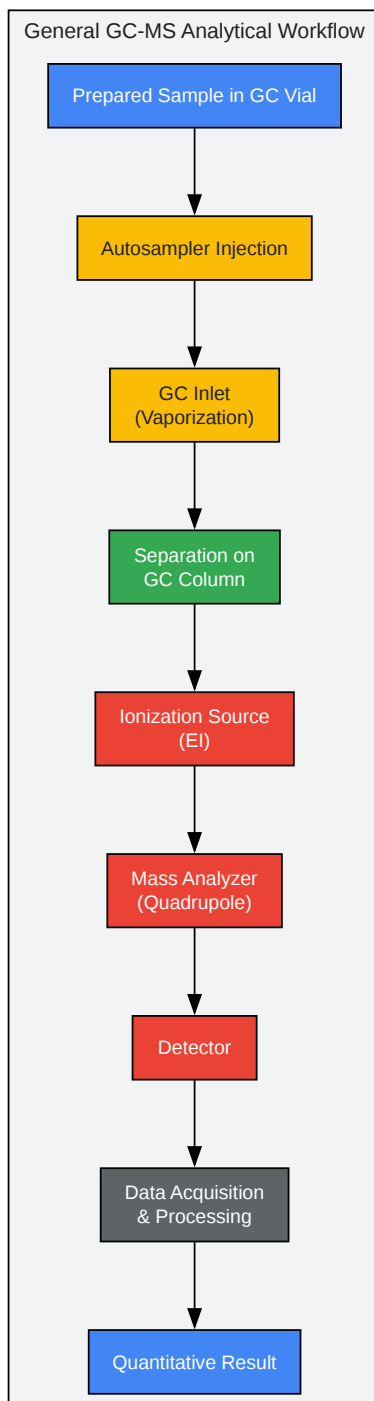 General GC-MS Analytical Workflow
Prepared Sample in GC Vial
Autosampler Injection
GC Inlet
(Vaporization)
Separation on
GC Column
Ionization Source
(EI)
Mass Analyzer
(Quadrupole)
Detector
Data Acquisition
& Processing
Quantitative Result